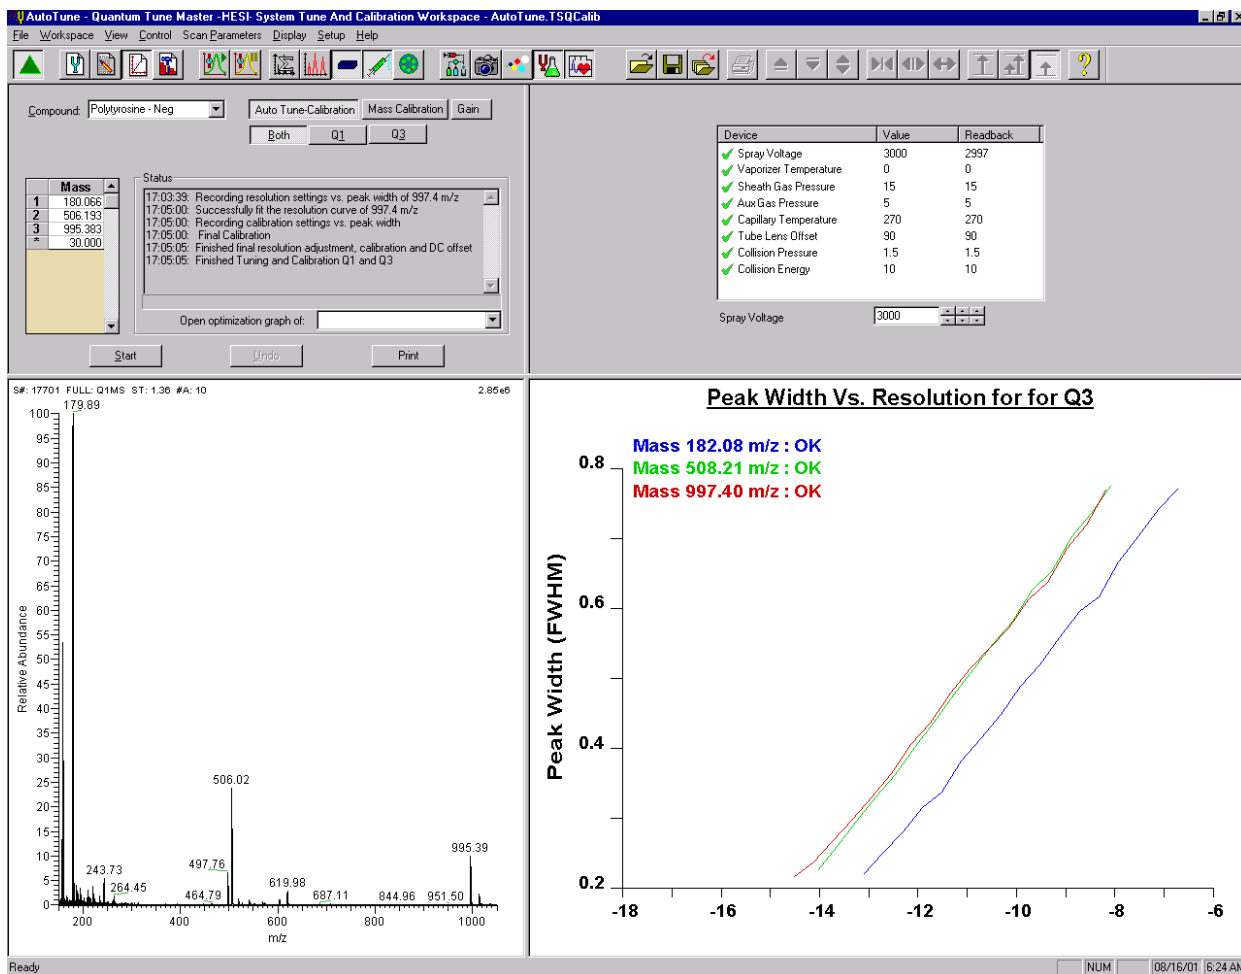 AutoTune - Quantum Tune Master -HESI- System Tune And Calibration Workspace - AutoTune.TSQCalib
File Workspace View Control Scan Parameters Display Setup Help
Compound: Polytyrosine - Neg
Auto Tune-Calibration Mass Calibration Gain
Both Q1 Q3
Mass
1 180.066
2 506.193
3 995.383
* 30.000
Status
17:03:39: Recording resolution settings vs. peak width of 997.4 m/z
17:05:00: Successfully fit the resolution curve of 997.4 m/z
17:05:00: Recording calibration settings vs. peak width
17:05:00: Final Calibration
17:05:05: Finished final resolution adjustment, calibration and DC offset
17:05:05: Finished Tuning and Calibration Q1 and Q3
Open optimization graph of:
Start Undo Print
Device Value Readback
Spray Voltage 3000 2997
Vaporizer Temperature 0 0
Sheath Gas Pressure 15 15
Aux Gas Pressure 5 5
Capillary Temperature 270 270
Tube Lens Offset 90 90
Collision Pressure 1.5 1.5
Collision Energy 10 10
Spray Voltage 3000
S#: 17701 FULL: Q1MS ST: 1.36 #A: 10 2.85e6
179.89
100
95
90
85
80
75
70
65
60
55
50
45
40
35
30
25
20
15
10
5
0
Relative Abundance
506.02
995.39
497.76
243.73
619.98
264.45
464.79
687.11
844.96
951.50
200 400 600 800 1000
m/z
Peak Width Vs. Resolution for for Q3
Mass 182.08 m/z : OK
Mass 508.21 m/z : OK
Mass 997.40 m/z : OK
0.8
0.6
0.4
0.2
Peak Width (FWHM)
-18 -16 -14 -12 -10 -8 -6
Ready NUM 08/16/01 6:24 AM